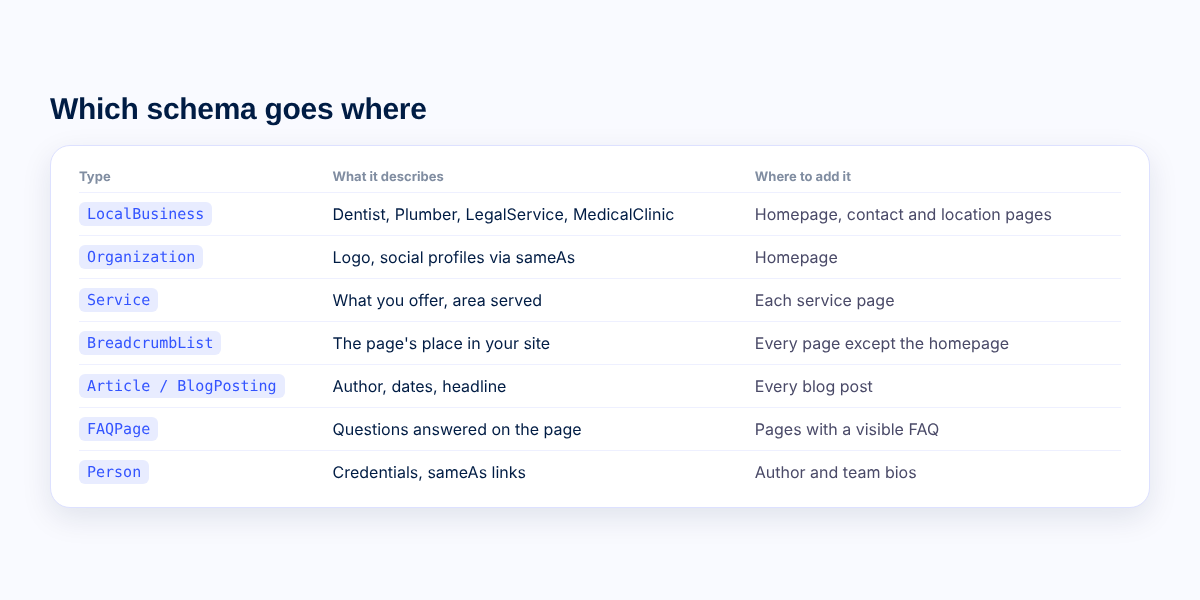 Which schema goes where
Type What it describes Where to add it
LocalBusiness Dentist, Plumber, LegalService, MedicalClinic Homepage, contact and location pages
Organization Logo, social profiles via sameAs Homepage
Service What you offer, area served Each service page
BreadcrumbList The page's place in your site Every page except the homepage
Article / BlogPosting Author, dates, headline Every blog post
FAQPage Questions answered on the page Pages with a visible FAQ
Person Credentials, sameAs links Author and team bios